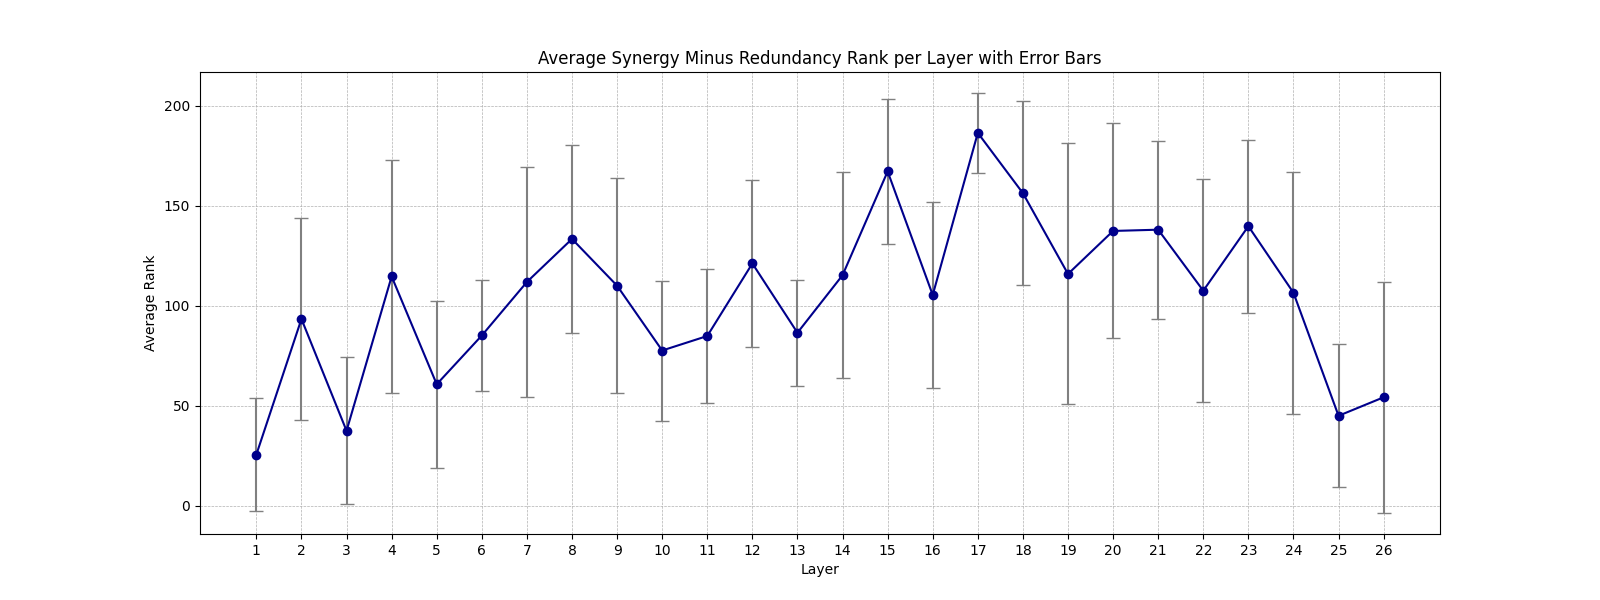 Average Synergy Minus Redundancy Rank per Layer with Error Bars
Average Rank
200
150
100
50
0
1 2 3 4 5 6 7 8 9 10 11 12 13 14 15 16 17 18 19 20 21 22 23 24 25 26
Layer